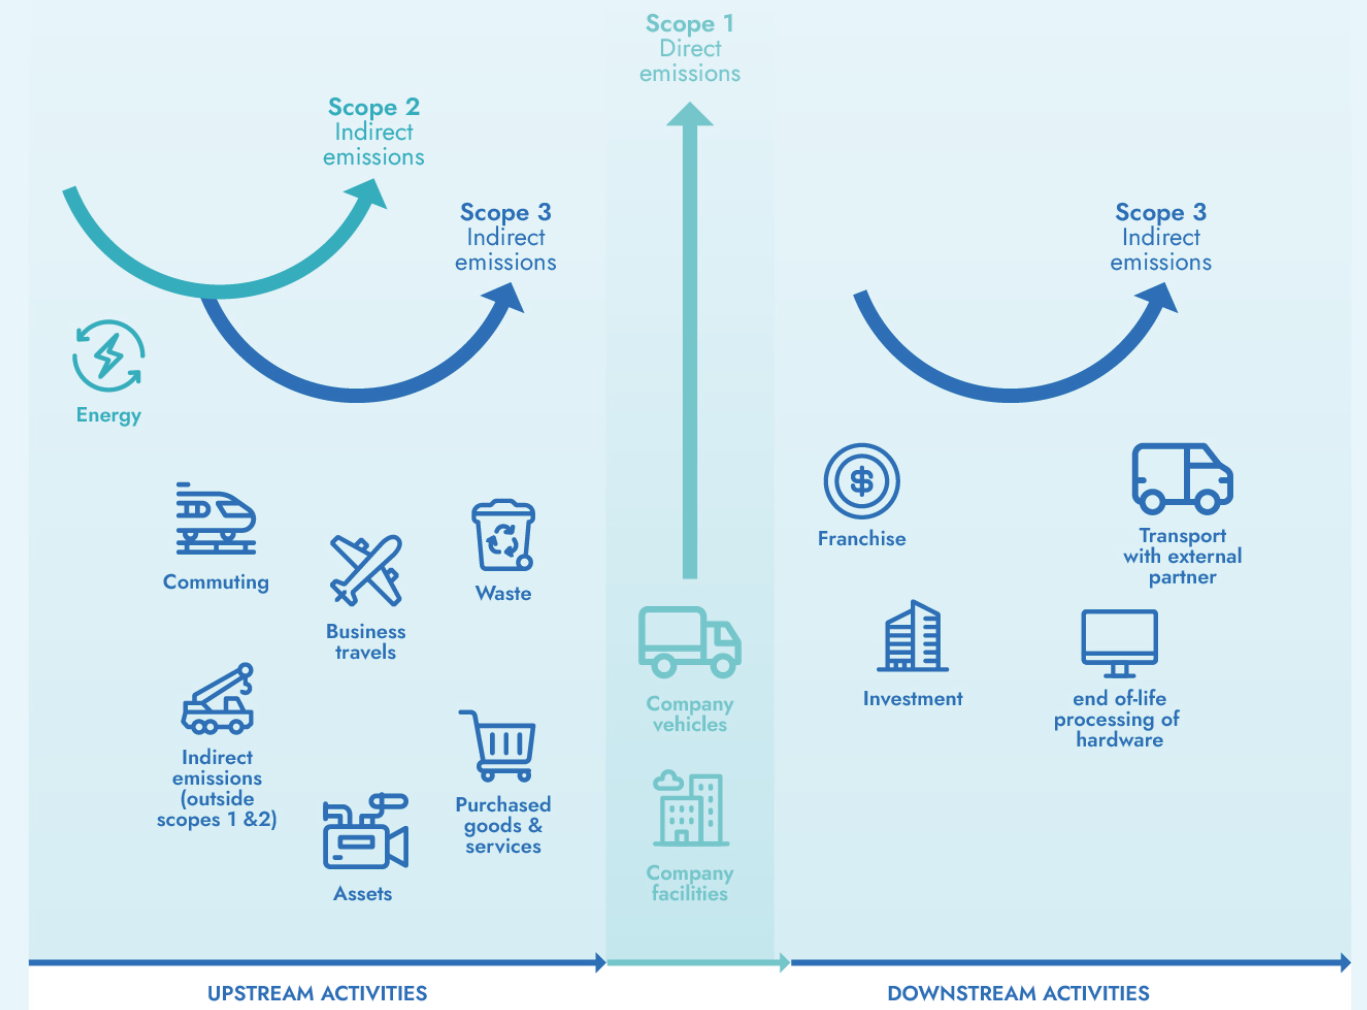 Scope 1
Direct
emissions
Scope 2
Indirect
emissions
Scope 3
Indirect
emissions
Scope 3
Indirect
emissions
Energy
Commuting
Business
travels
Waste
Indirect
emissions
(outside
scopes 1 &2)
Assets
Purchased
goods &
services
Company
vehicles
Company
facilities
Franchise
Transport
with external
partner
Investment
end of-life
processing of
hardware
UPSTREAM ACTIVITIES
DOWNSTREAM ACTIVITIES